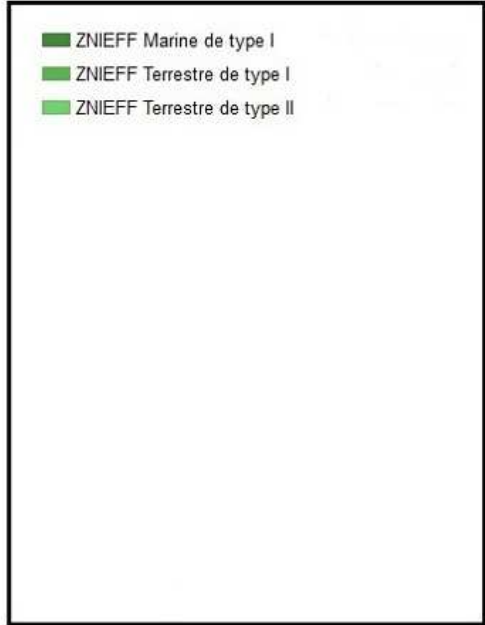 ZNIEFF Marine de type I
ZNIEFF Terrestre de type I
ZNIEFF Terrestre de type II